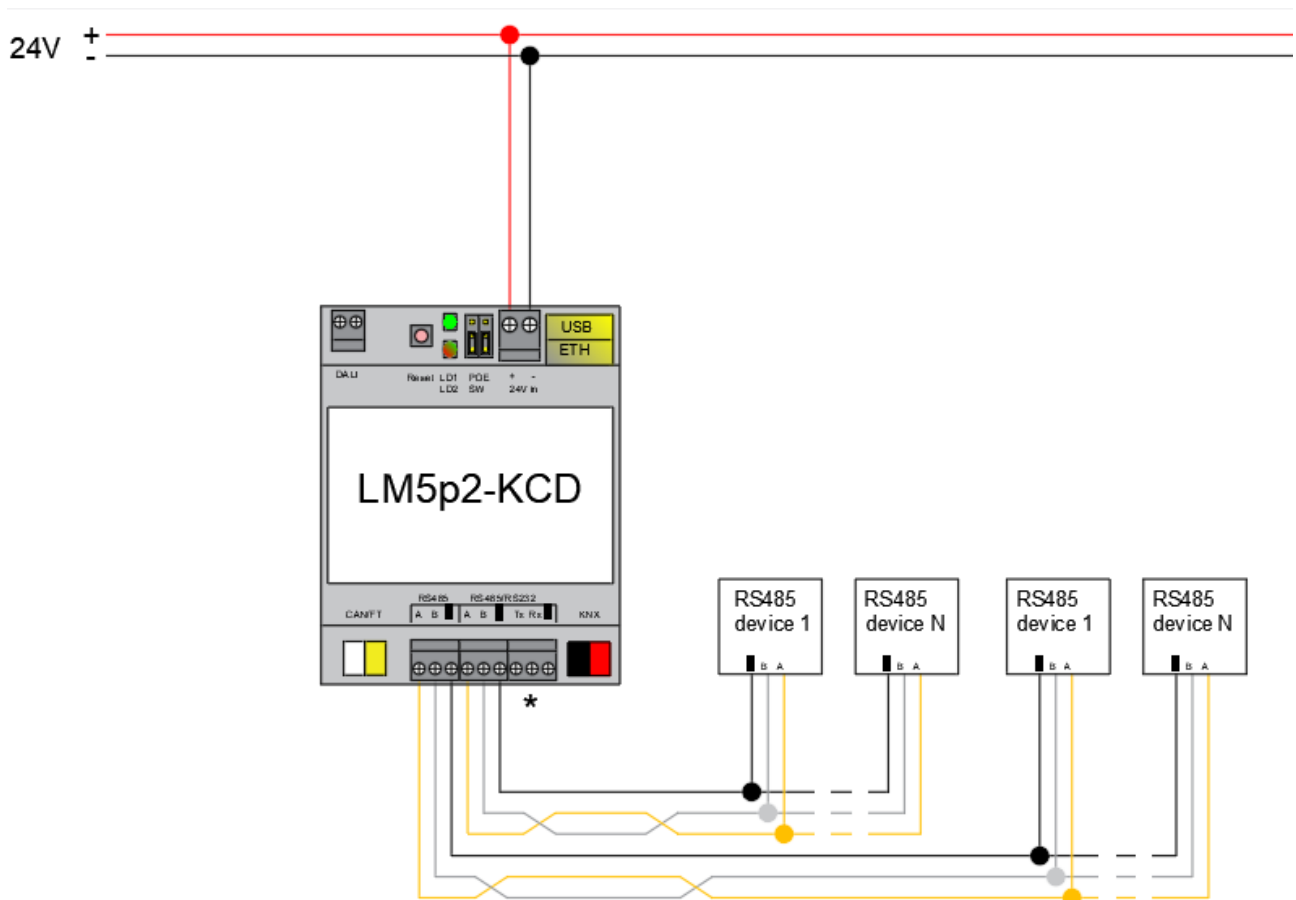 24V
+
-
USB
ETH
DALI
Reset LD1 POE + -
LD2 SW 24V in
LM5p2-KCD
RS485 RS485/RS232
CAN/FT A B A B Tx Rx KNX
*
RS485
device 1
B A
RS485
device N
B A
RS485
device 1
B A
RS485
device N
B A